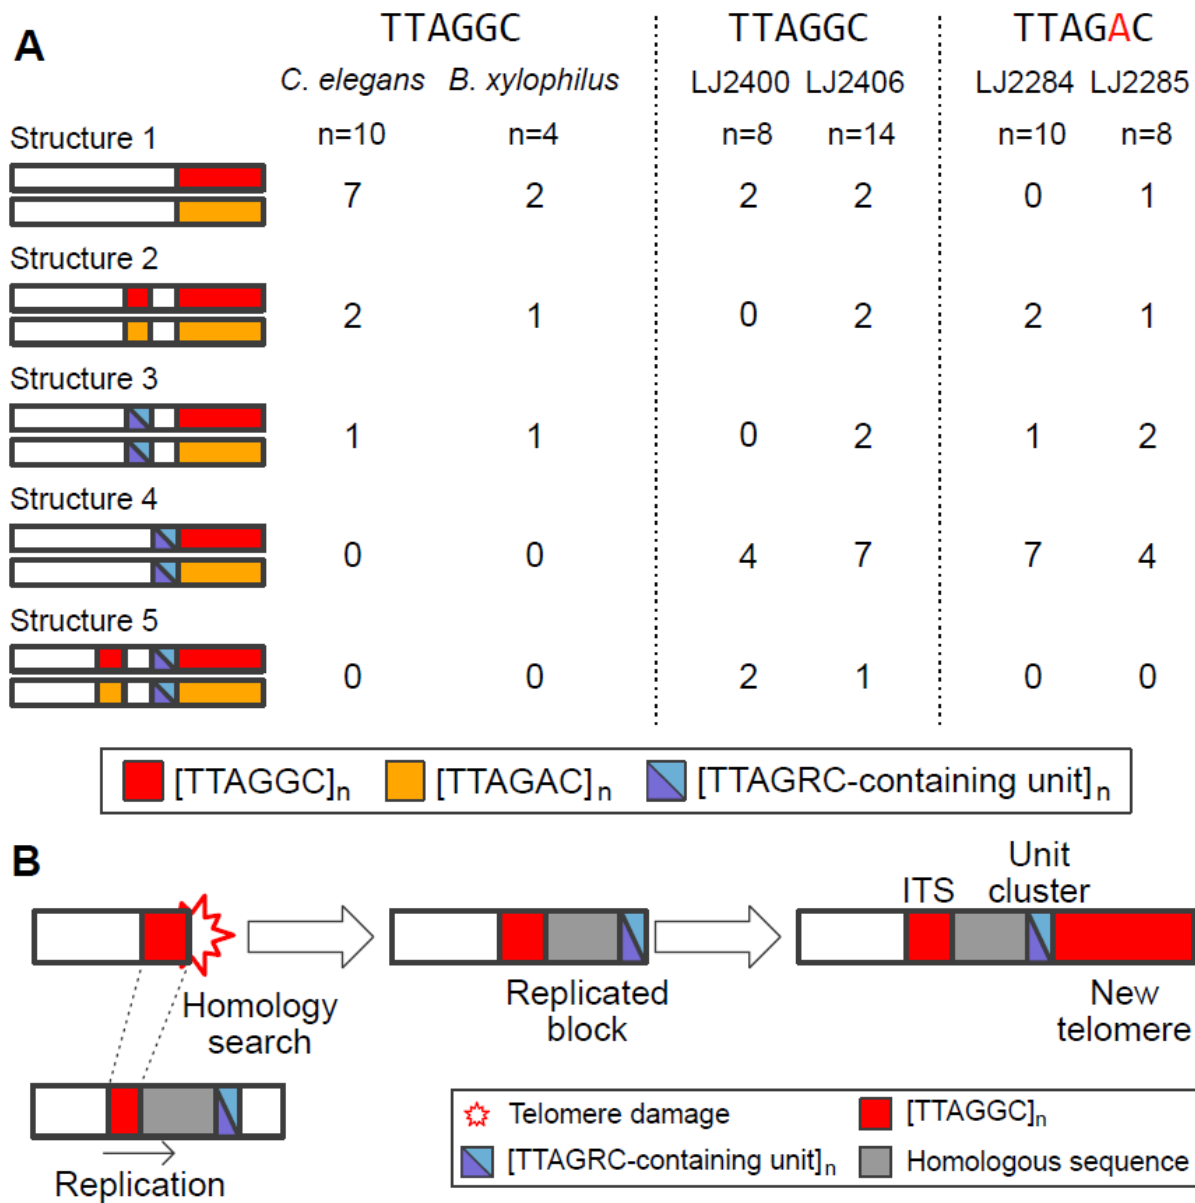 A
TTAGGC TTAGGC TTAGAC
C. elegans B. xylophilus LJ2400 LJ2406 LJ2284 LJ2285
n=10 n=4 n=8 n=14 n=10 n=8
Structure 1
7 2 2 2 0 1
Structure 2
2 1 0 2 2 1
Structure 3
1 1 0 2 1 2
Structure 4
0 0 4 7 7 4
Structure 5
0 0 2 1 0 0
[TTAGGC]n [TTAGAC]n [TTAGRC-containing unit]n
B
Homology
search
Replication
Replicated
block
ITS
Unit
cluster
New
telomere
Telomere damage [TTAGGC]n
[TTAGRC-containing unit]n Homologous sequence